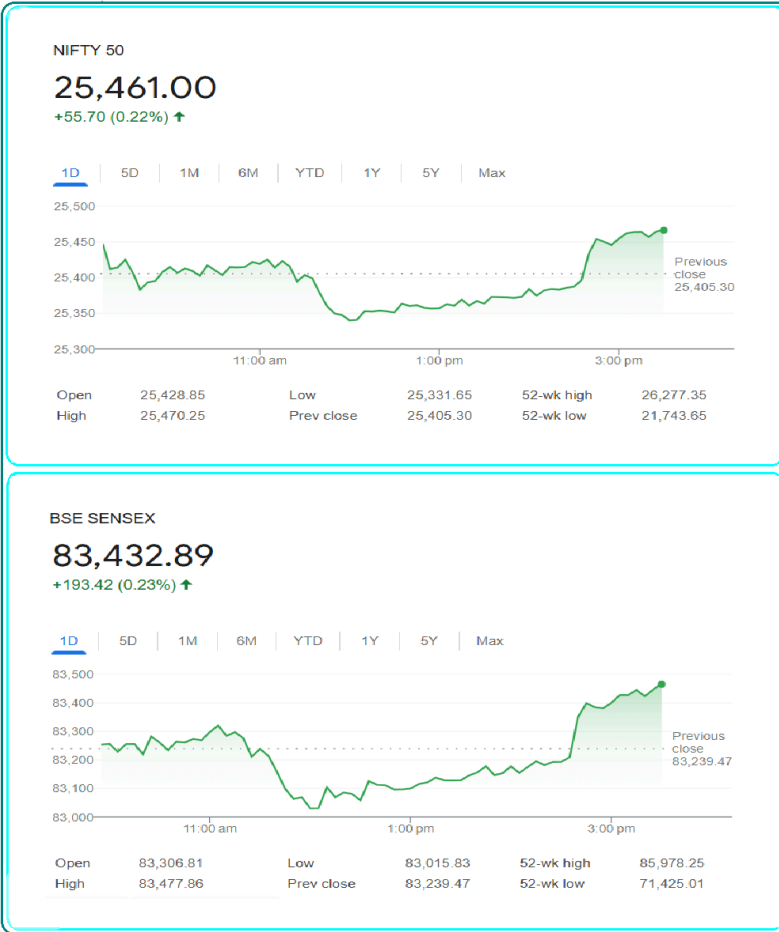 NIFTY 50
25,461.00
+55.70 (0.22%) ↑
1D 5D 1M 6M YTD 1Y 5Y Max
25,500
25,450
25,400
25,350
25,300
Previous
close
25,405.30
11:00 am 1:00 pm 3:00 pm
Open 25,428.85 Low 25,331.65 52-wk high 26,277.35
High 25,470.25 Prev close 25,405.30 52-wk low 21,743.65
BSE SENSEX
83,432.89
+193.42 (0.23%) ↑
1D 5D 1M 6M YTD 1Y 5Y Max
83,500
83,400
83,300
83,200
83,100
83,000
Previous
close
83,239.47
11:00 am 1:00 pm 3:00 pm
Open 83,306.81 Low 83,015.83 52-wk high 85,978.25
High 83,477.86 Prev close 83,239.47 52-wk low 71,425.01